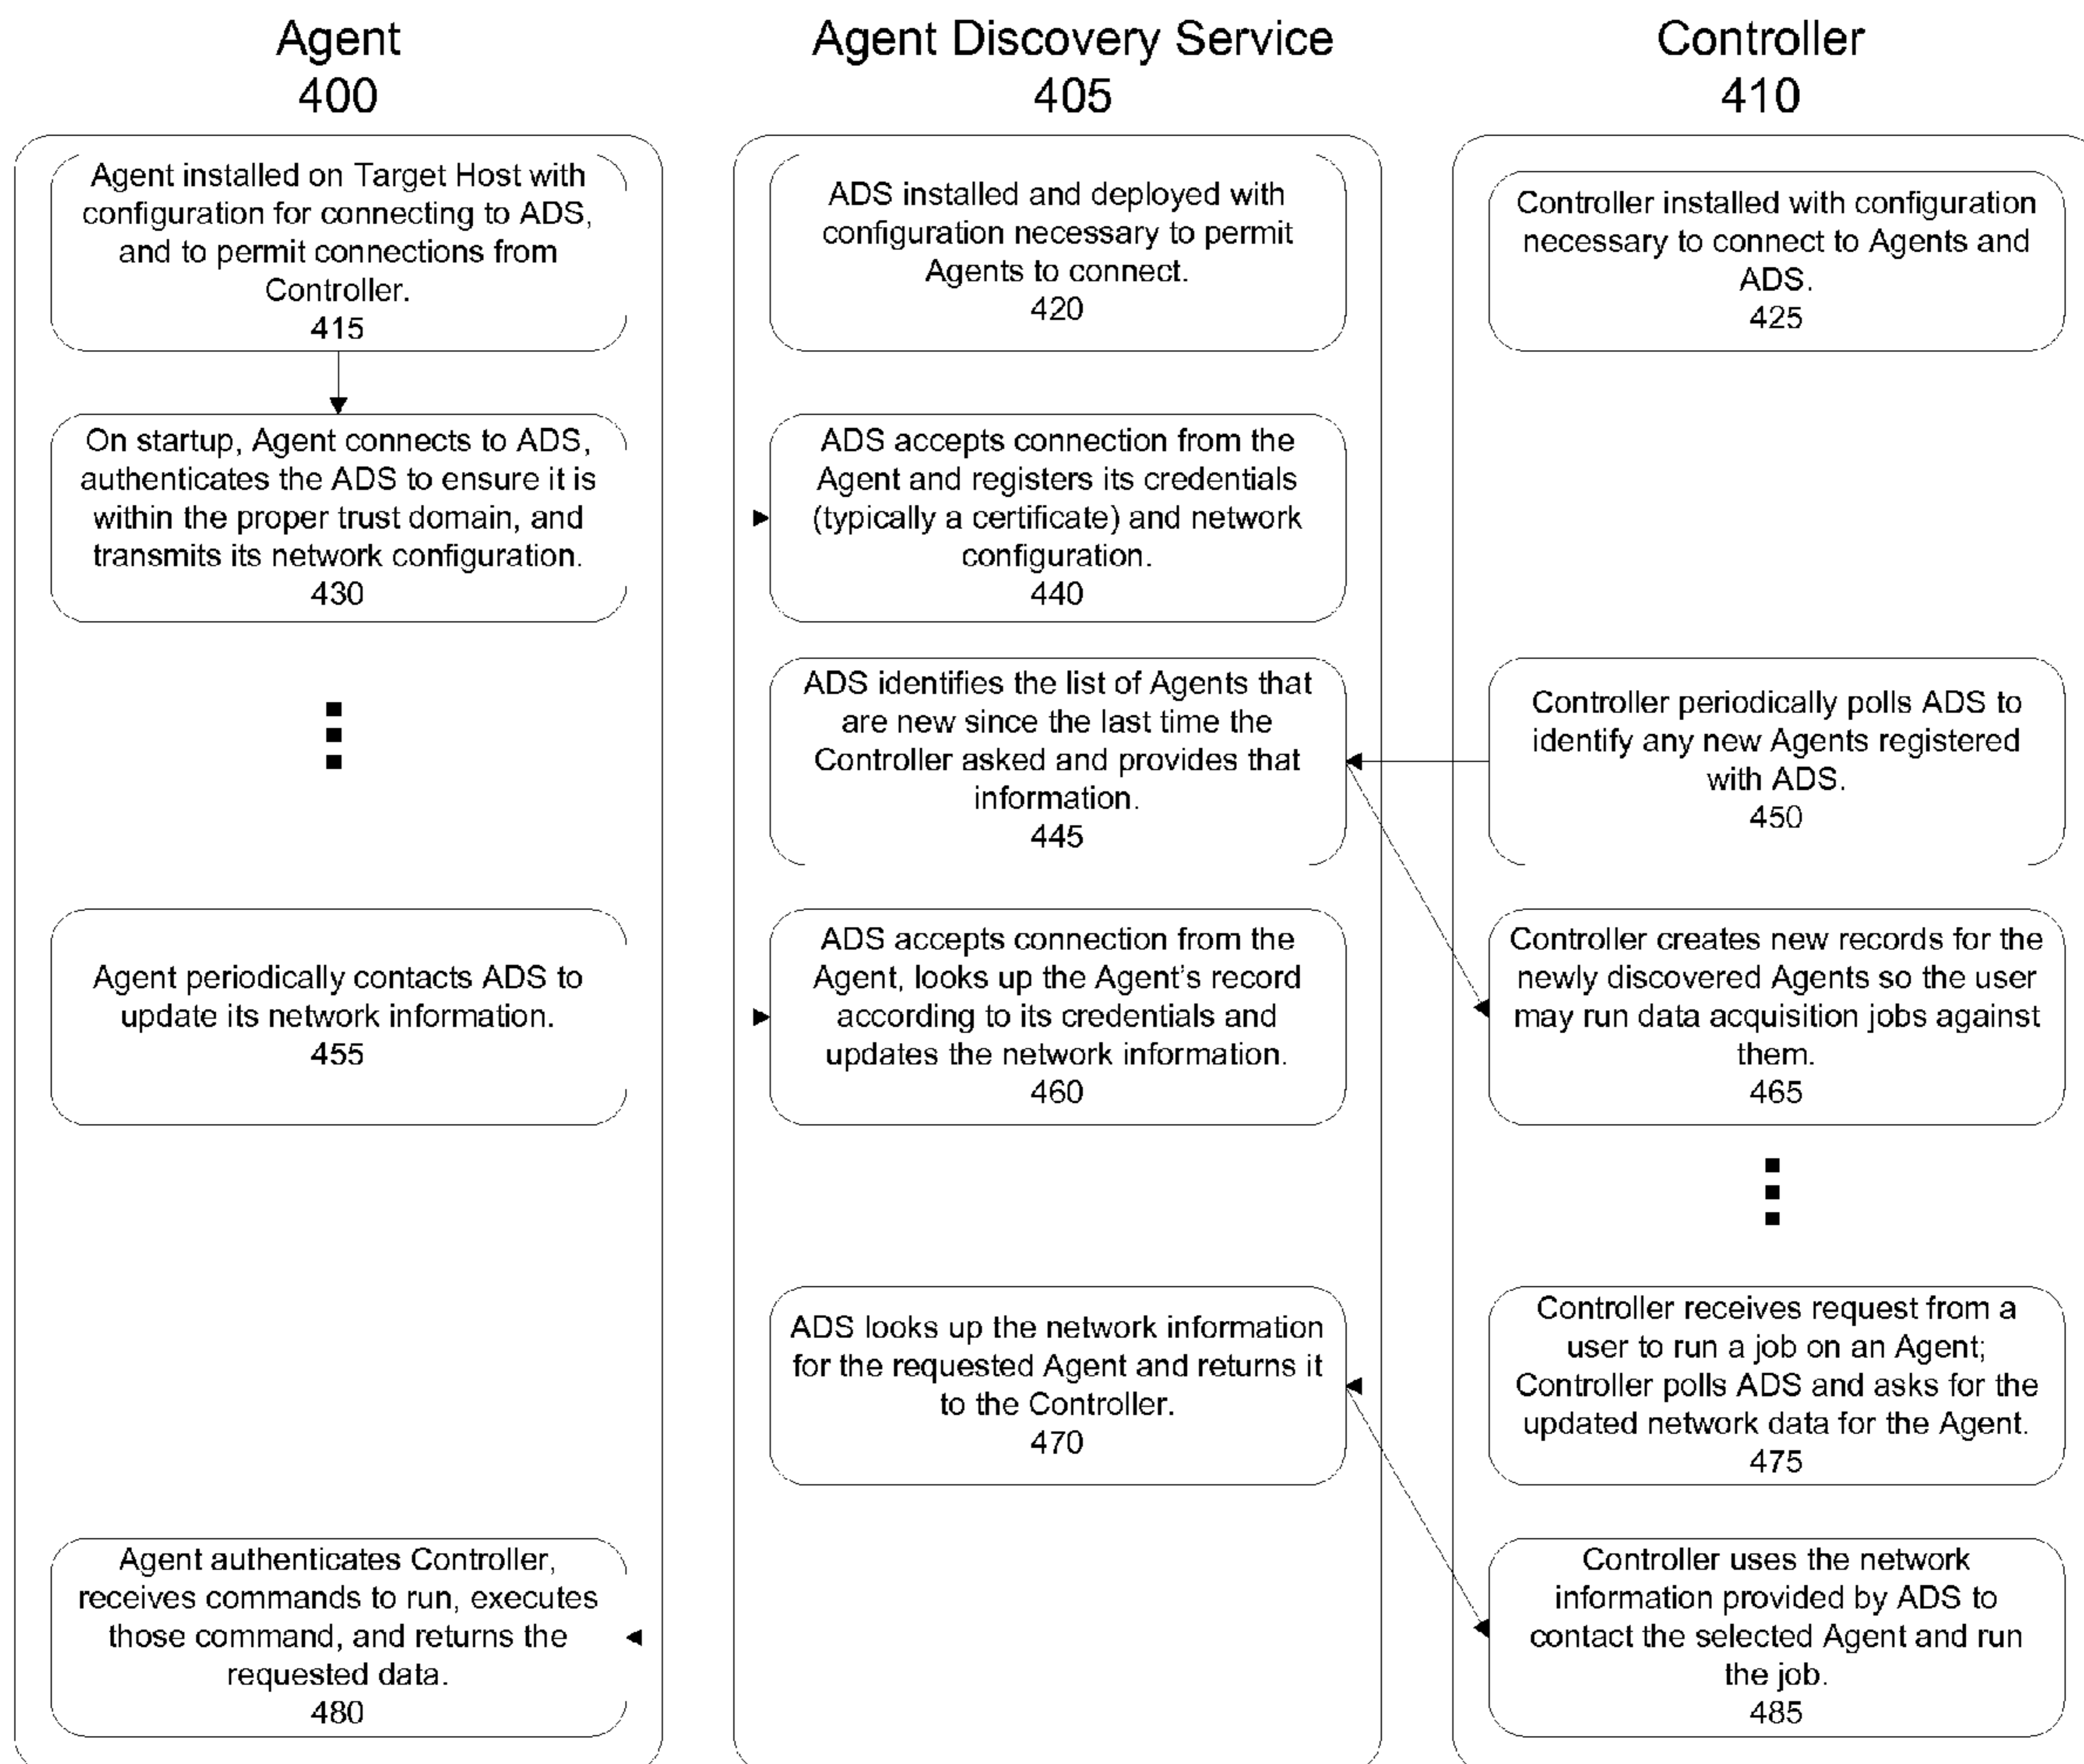 Agent
400
Agent Discovery Service
405
Controller
410
Agent installed on Target Host with
configuration for connecting to ADS,
and to permit connections from
Controller.
415
ADS installed and deployed with
configuration necessary to permit
Agents to connect.
420
Controller installed with configuration
necessary to connect to Agents and
ADS.
425
On startup, Agent connects to ADS,
authenticates the ADS to ensure it is
within the proper trust domain, and
transmits its network configuration.
430
ADS accepts connection from the
Agent and registers its credentials
(typically a certificate) and network
configuration.
440
ADS identifies the list of Agents that
are new since the last time the
Controller asked and provides that
information.
445
Controller periodically polls ADS to
identify any new Agents registered
with ADS.
450
Agent periodically contacts ADS to
update its network information.
455
ADS accepts connection from the
Agent, looks up the Agent's record
according to its credentials and
updates the network information.
460
Controller creates new records for the
newly discovered Agents so the user
may run data acquisition jobs against
them.
465
ADS looks up the network information
for the requested Agent and returns it
to the Controller.
470
Controller receives request from a
user to run a job on an Agent;
Controller polls ADS and asks for the
updated network data for the Agent.
475
Agent authenticates Controller,
receives commands to run, executes
those command, and returns the
requested data.
480
Controller uses the network
information provided by ADS to
contact the selected Agent and run
the job.
485